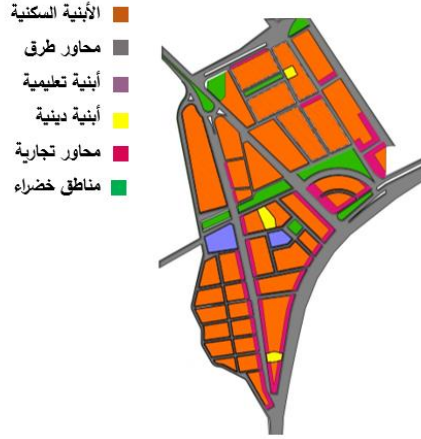 الأبنية السكنية
محاور طرق
أبنية تعليمية
أبنية دينية
محاور تجارية
مناطق خضراء